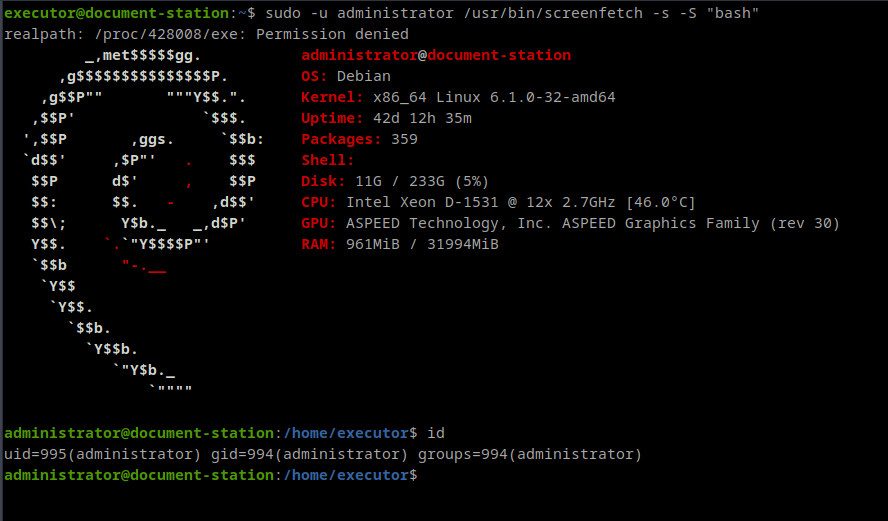 executor@document-station:~$ sudo -u administrator /usr/bin/screenfetch -s -S "bash"
realpath: /proc/428008/exe: Permission denied
         _,met$$$$$gg.           administrator@document-station
      ,g$$$$$$$$$$$$$$$P.        OS: Debian
    ,g$$P""       """Y$$.".      Kernel: x86_64 Linux 6.1.0-32-amd64
   ,$$P'              `$$$.      Uptime: 42d 12h 35m
  ',$$P       ,ggs.     `$$b:    Packages: 359
  `d$$'     ,$P"'   .    $$$     Shell:
   $$P      d$'     ,    $$P     Disk: 11G / 233G (5%)
   $$:      $$.   -    ,d$$'     CPU: Intel Xeon D-1531 @ 12x 2.7GHz [46.0°C]
   $$\;      Y$b._   _,d$P'      GPU: ASPEED Technology, Inc. ASPEED Graphics Family (rev 30)
   Y$$.    `.`"Y$$$$P"'          RAM: 961MiB / 31994MiB
   `$$b      "-.__
    `Y$$
     `Y$$.
       `$$b.
         `Y$$b.
            `"Y$b._
                `""""
administrator@document-station:/home/executor$ id
uid=995(administrator) gid=994(administrator) groups=994(administrator)
administrator@document-station:/home/executor$